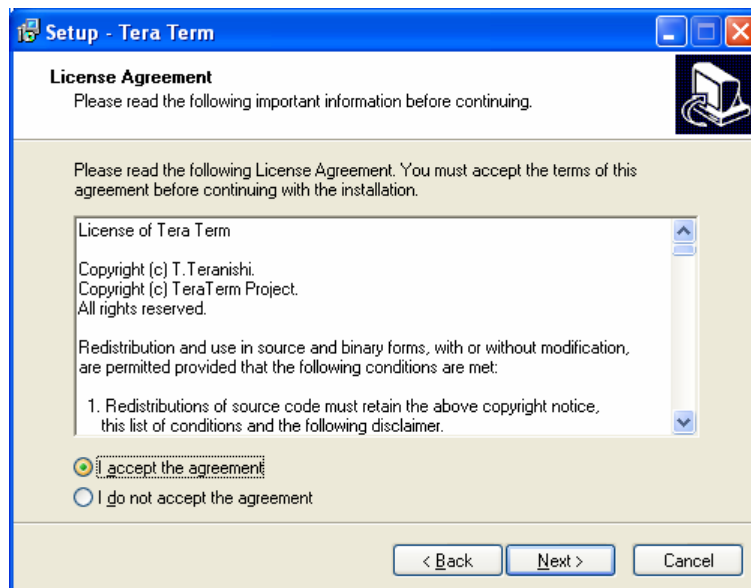 Setup - Tera Term
License Agreement
Please read the following important information before continuing.
Please read the following License Agreement. You must accept the terms of this
agreement before continuing with the installation.
License of Tera Term
Copyright (c) T.Teranishi.
Copyright (c) TeraTerm Project.
All rights reserved.
Redistribution and use in source and binary forms, with or without modification,
are permitted provided that the following conditions are met:
1. Redistributions of source code must retain the above copyright notice,
this list of conditions and the following disclaimer.
I accept the agreement
I do not accept the agreement
< Back
Next >
Cancel